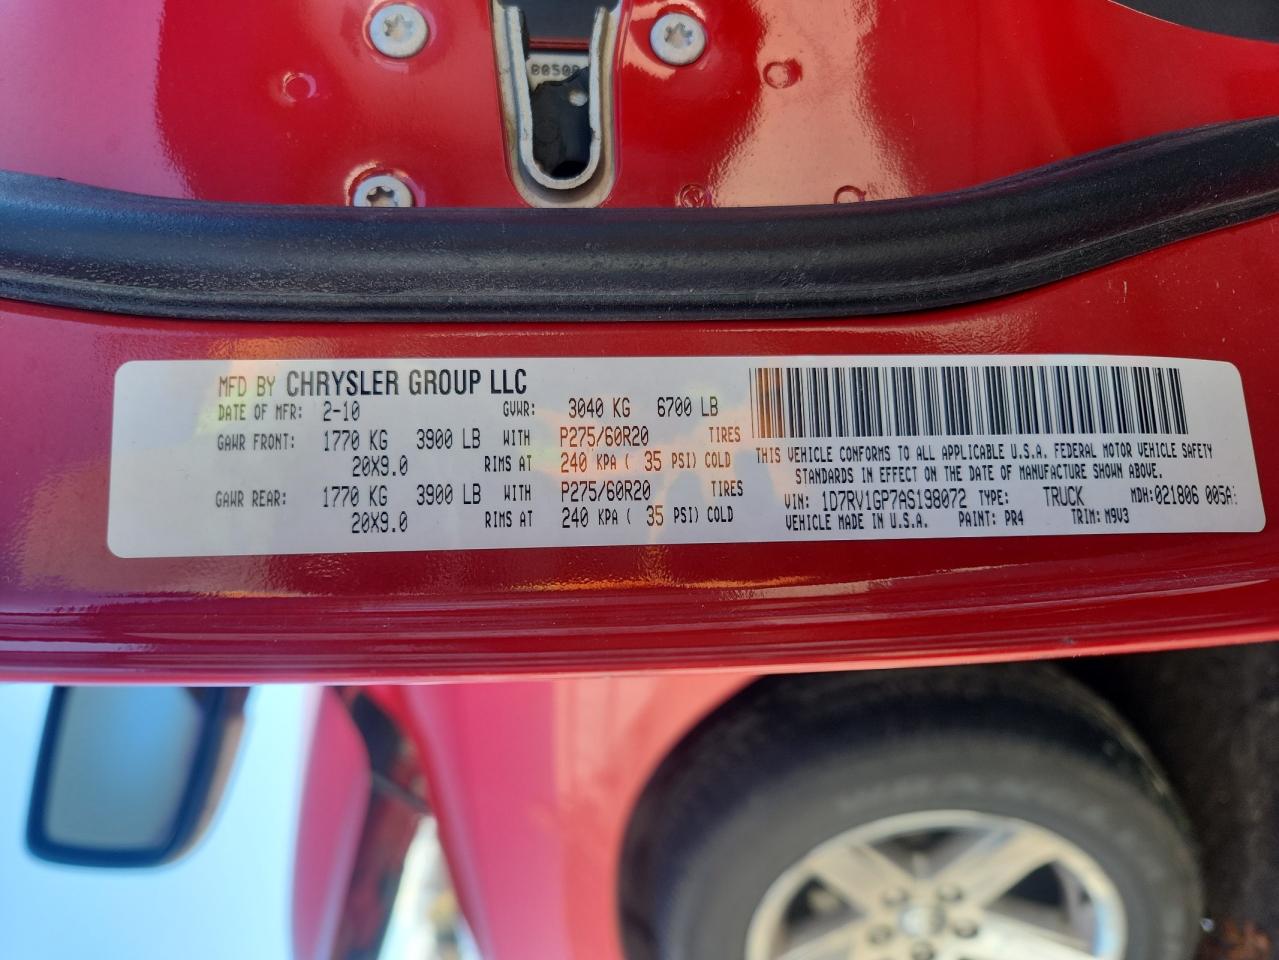 00500
MFD BY CHRYSLER GROUP LLC
DATE OF MFR: 2-10 GVWR: 3040 KG 6700 LB
GAWR FRONT: 1770 KG 3900 LB WITH P275/60R20 TIRES
20X9.0 RIMS AT 240 KPA ( 35 PSI) COLD
GAWR REAR: 1770 KG 3900 LB WITH P275/60R20 TIRES
20X9.0 RIMS AT 240 KPA ( 35 PSI) COLD
THIS VEHICLE CONFORMS TO ALL APPLICABLE U.S.A. FEDERAL MOTOR VEHICLE SAFETY
STANDARDS IN EFFECT ON THE DATE OF MANUFACTURE SHOWN ABOVE.
VIN: 1D7RV1GP7AS198072 TYPE: TRUCK MDH:021806 005A
VEHICLE MADE IN U.S.A. PAINT: PR4 TRIM: M9V3